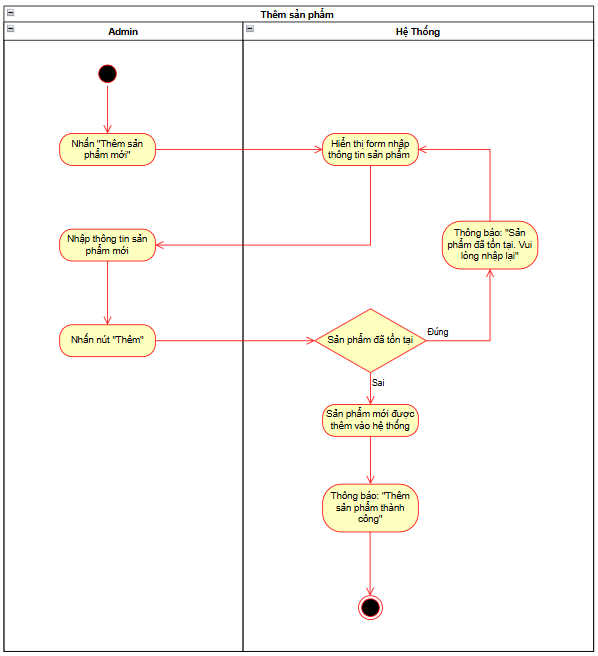 Thêm sản phẩm
Admin
Hệ Thống
Nhấn "Thêm sản
phẩm mới"
Hiển thị form nhập
thông tin sản phẩm
Nhập thông tin sản
phẩm mới
Thông báo: "Sản
phẩm đã tồn tại. Vui
lòng nhập lại"
Nhấn nút "Thêm"
Sản phẩm đã tồn tại
Đúng
Sai
Sản phẩm mới được
thêm vào hệ thống
Thông báo: "Thêm
sản phẩm thành
công"